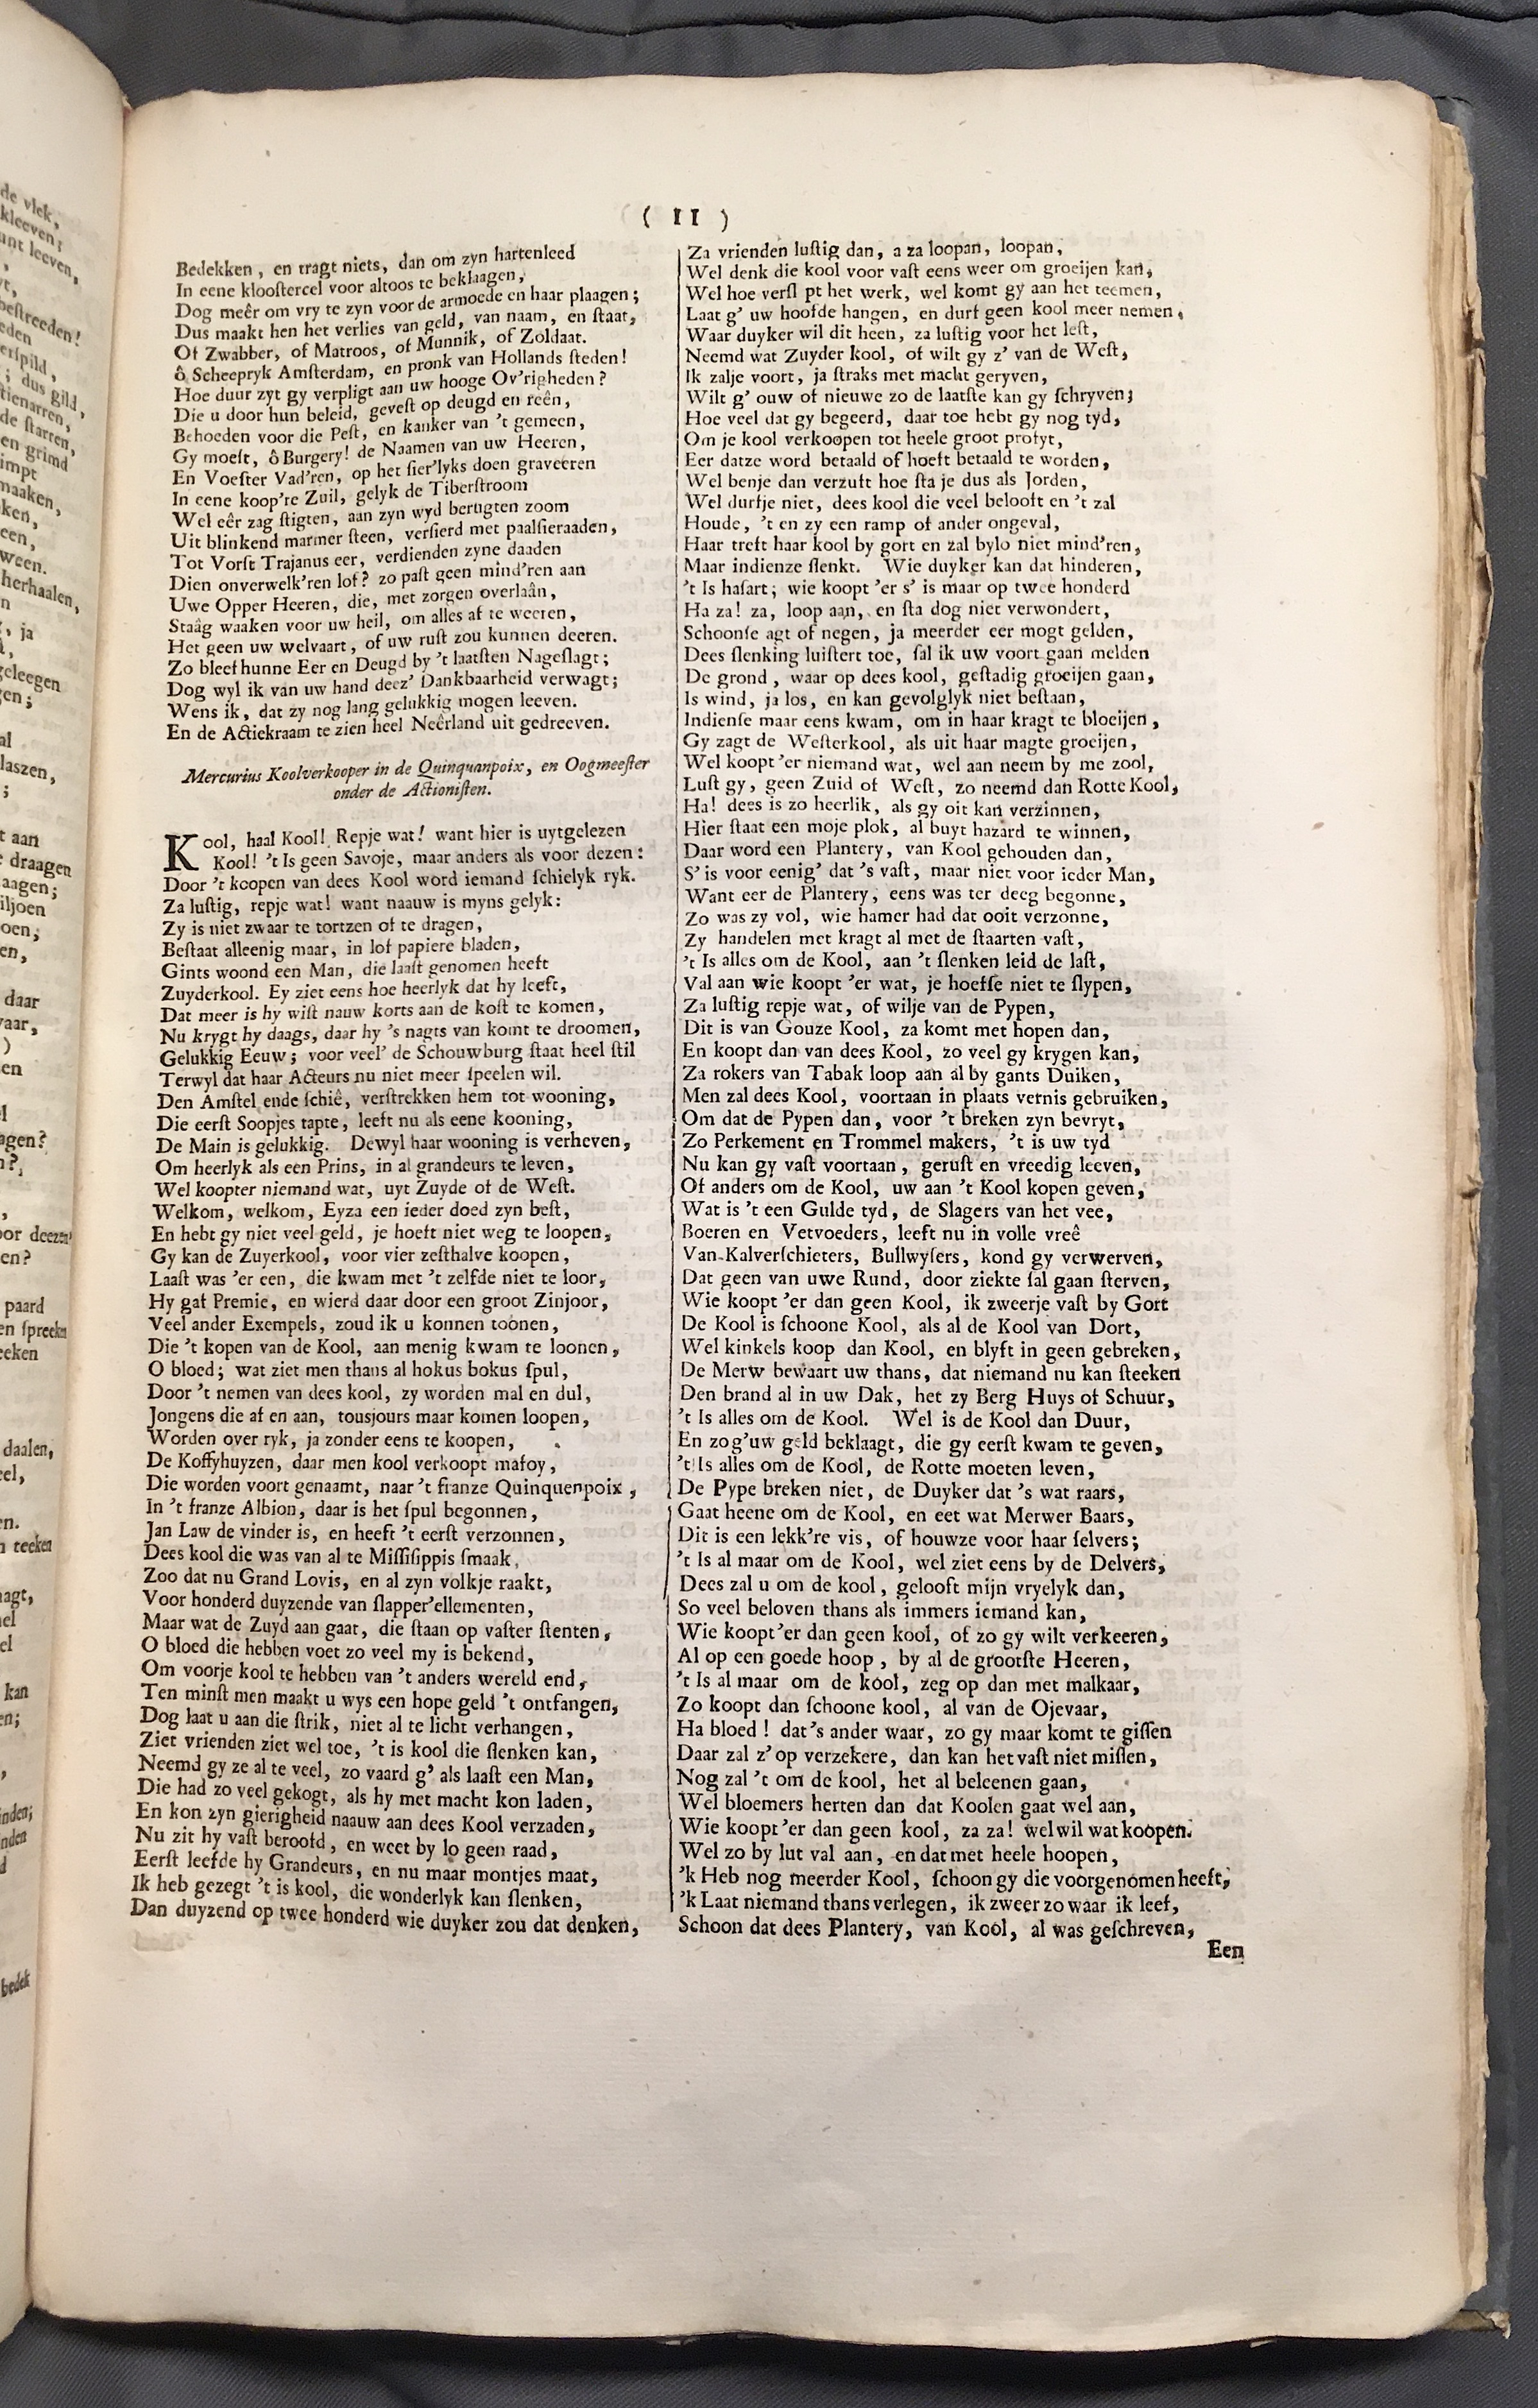 ( 11 )
Bedekken, en tragt niets, dan om zyn hartenleed
In eene kloostercel voor altoos te beklaagen,
Dog meêr om vry te zyn voor de armoede en haar plaagen;
Dus maakt hen het verlies van geld, van naam, en staat,
Of Zwabber, of Matroos, of Munnik, of Zoldaat.
ô Scheepryk Amsterdam, en pronk van Hollands steden!
Hoe duur zyt gy verpligt aan uw hooge Ov'righeden?
Die u door hun beleid, gevest op deugd en reên,
Behoeden voor die Pest, en kanker van 't gemeen,
Gy moest, ô Burgery! de Naamen van uw Heeren,
En Voester Vad'ren, op het sier'lyks doen graveeren
In eene koop're Zuil, gelyk de Tiberstroom
Wel eêr zag stigten, aan zyn wyd berugten zoom
Uit blinkend marmer steen, versierd met paalsieraaden,
Tot Vorst Trajanus eer, verdienden zyne daaden
Dien onverwelk'ren lof? zo past geen mind'ren aan
Uwe Opper Heeren, die, met zorgen overlaân,
Staâg waaken voor uw heil, om alles af te weeren,
Het geen uw welvaart, of uw rust zou kunnen deeren.
Zo bleef hunne Eer en Deugd by 't laatsten Nageslagt;
Dog wyl ik van uw hand deez' Dankbaarheid verwagt;
Wens ik, dat zy nog lang gelukkig mogen leeven.
En de Actiekraam te zien heel Neêrland uit gedreeven.
Mercurius Koolverkooper in de Quinquanpoix, en Oogmeester
onder de Actionisten.
Kool, haal Kool! Repje wat! want hier is uytgelezen
Kool! 't Is geen Savoje, maar anders als voor dezen:
Door 't koopen van dees Kool word iemand schielyk ryk.
Za lustig, repje wat! want naauw is myns gelyk:
Zy is niet zwaar te tortzen of te dragen,
Bestaat alleenig maar, in lof papiere bladen,
Gints woond een Man, die laast genomen heeft
Zuyderkool. Ey ziet eens hoe heerlyk dat hy leeft,
Dat meer is hy wist nauw korts aan de kost te komen,
Nu krygt hy daags, daar hy 's nagts van komt te droomen,
Gelukkig Eeuw; voor veel' de Schouwburg staat heel stil
Terwyl dat haar Acteurs nu niet meer speelen wil.
Den Amstel ende schiê, verstrekken hem tot wooning,
Die eerst Soopjes tapte, leeft nu als eene kooning,
De Main is gelukkig. Dewyl haar wooning is verheven,
Om heerlyk als een Prins, in al grandeurs te leven,
Wel koopter niemand wat, uyt Zuyde of de West.
Welkom, welkom, Eyza een ieder doed zyn best,
En hebt gy niet veel geld, je hoeft niet weg te loopen,
Gy kan de Zuyerkool, voor vier zesthalve koopen,
Laast was 'er een, die kwam met 't zelfde niet te loor,
Hy gaf Premie, en wierd daar door een groot Zinjoor,
Veel ander Exempels, zoud ik u konnen toonen,
Die 't kopen van de Kool, aan menig kwam te loonen,
O bloed; wat ziet men thans al hokus bokus spul,
Door 't nemen van dees kool, zy worden mal en dul,
Jongens die af en aan, tousjours maar komen loopen,
Worden over ryk, ja zonder eens te koopen,
De Koffyhuyzen, daar men kool verkoopt mafoy,
Die worden voort genaamt, naar 't franze Quinquenpoix,
In 't franze Albion, daar is het spul begonnen,
Jan Law de vinder is, en heeft 't eerst verzonnen,
Dees kool die was van al te Missisippis smaak,
Zoo dat nu Grand Lovis, en al zyn volkje raakt,
Voor honderd duyzende van slapper'ellementen,
Maar wat de Zuyd aan gaat, die staan op vaster stenten,
O bloed die hebben voet zo veel my is bekend,
Om voorje kool te hebben van 't anders wereld end,
Ten minst men maakt u wys een hope geld 't ontfangen,
Dog laat u aan die strik, niet al te licht verhangen,
Ziet vrienden ziet wel toe, 't is kool die slenken kan,
Neemd gy ze al te veel, zo vaard g' als laast een Man,
Die had zo veel gekogt, als hy met macht kon laden,
En kon zyn gierigheid naauw aan dees Kool verzaden,
Nu zit hy vast beroofd, en weet by lo geen raad,
Eerst leefde hy Grandeurs, en nu maar montjes maat,
Ik heb gezegt 't is kool, die wonderlyk kan slenken,
Dan duyzend op twee honderd wie duyker zou dat denken,
Za vrienden lustig dan, a za loopan, loopan,
Wel denk die kool voor vast eens weer om groeijen kan,
Wel hoe versl pt het werk, wel komt gy aan het teemen,
Laat g' uw hoofde hangen, en durf geen kool meer nemen,
Waar duyker wil dit heen, za lustig voor het lest,
Neemd wat Zuyder kool, of wilt gy z' van de West,
Ik zalje voort, ja straks met macht geryven,
Wilt g' ouw of nieuwe zo de laatste kan gy schryven;
Hoe veel dat gy begeerd, daar toe hebt gy nog tyd,
Om je kool verkoopen tot heele groot profyt,
Eer datze word betaald of hoeft betaald te worden,
Wel benje dan verzuft hoe sta je dus als Jorden,
Wel durfje niet, dees kool die veel belooft en 't zal
Houde, 't en zy een ramp of ander ongeval,
Haar treft haar kool by gort en zal bylo niet mind'ren,
Maar indienze slenkt. Wie duyker kan dat hinderen,
't Is hasart; wie koopt 'er s' is maar op twee honderd
Ha za! za, loop aan, en sta dog niet verwondert,
Schoonse agt of negen, ja meerder eer mogt gelden,
Dees slenking luistert toe, sal ik uw voort gaan melden
De grond, waar op dees kool, gestadig groeijen gaan,
Is wind, ja los, en kan gevolglyk niet bestaan,
Indiense maar eens kwam, om in haar kragt te bloeijen,
Gy zagt de Westerkool, als uit haar magte groeijen,
Wel koopt 'er niemand wat, wel aan neem by me zool,
Lust gy, geen Zuid of West, zo neemd dan Rotte Kool,
Ha! dees is zo heerlik, als gy oit kan verzinnen,
Hier staat een moje plok, al buyt hazard te winnen,
Daar word een Plantery, van Kool gehouden dan,
S' is voor eenig' dat 's vast, maar niet voor ieder Man,
Want eer de Plantery, eens was ter deeg begonne,
Zo was zy vol, wie hamer had dat ooit verzonne,
Zy handelen met kragt al met de staarten vast,
't Is alles om de Kool, aan 't slenken leid de last,
Val aan wie koopt 'er wat, je hoefse niet te slypen,
Za lustig repje wat, of wilje van de Pypen,
Dit is van Gouze Kool, za komt met hopen dan,
En koopt dan van dees Kool, zo veel gy krygen kan,
Za rokers van Tabak loop aan al by gants Duiken,
Men zal dees Kool, voortaan in plaats vernis gebruiken,
Om dat de Pypen dan, voor 't breken zyn bevryt,
Zo Perkement en Trommel makers, 't is uw tyd
Nu kan gy vast voortaan, gerust en vreedig leeven,
Of anders om de Kool, uw aan 't Kool kopen geven,
Wat is 't een Gulde tyd, de Slagers van het vee,
Boeren en Vetvoeders, leeft nu in volle vreê
Van-Kalverschieters, Bullwysers, kond gy verwerven,
Dat geen van uwe Rund, door ziekte sal gaan sterven,
Wie koopt 'er dan geen Kool, ik zweerje vast by Gort
De Kool is schoone Kool, als al de Kool van Dort,
Wel kinkels koop dan Kool, en blyft in geen gebreken,
De Merw bewaart uw thans, dat niemand nu kan steeken
Den brand al in uw Dak, het zy Berg Huys of Schuur,
't Is alles om de Kool. Wel is de Kool dan Duur,
En zo g'uw geld beklaagt, die gy eerst kwam te geven,
't Is alles om de Kool, de Rotte moeten leven,
De Pype breken niet, de Duyker dat 's wat raars,
Gaat heene om de Kool, en eet wat Merwer Baars,
Dit is een lekk're vis, of houwze voor haar selvers;
't Is al maar om de Kool, wel ziet eens by de Delvers,
Dees zal u om de kool, gelooft mijn vryelyk dan,
So veel beloven thans als immers iemand kan,
Wie koopt'er dan geen kool, of zo gy wilt verkeeren,
Al op een goede hoop, by al de grootste Heeren,
't Is al maar om de kool, zeg op dan met malkaar,
Zo koopt dan schoone kool, al van de Ojevaar,
Ha bloed! dat's ander waar, zo gy maar komt te gissen
Daar zal z' op verzekere, dan kan het vast niet missen,
Nog zal 't om de kool, het al beleenen gaan,
Wel bloemers herten dan dat Koolen gaat wel aan,
Wie koopt 'er dan geen kool, za za! wel wil wat koopen.
Wel zo by lut val aan, en dat met heele hoopen,
'k Heb nog meerder Kool, schoon gy die voorgenomen heeft,
'k Laat niemand thans verlegen, ik zweer zo waar ik leef,
Schoon dat dees Plantery, van Kool, al was geschreven,
Een